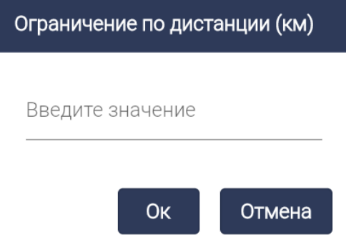 Ограничение по дистанции (км)
Введите значение
Ок Отмена